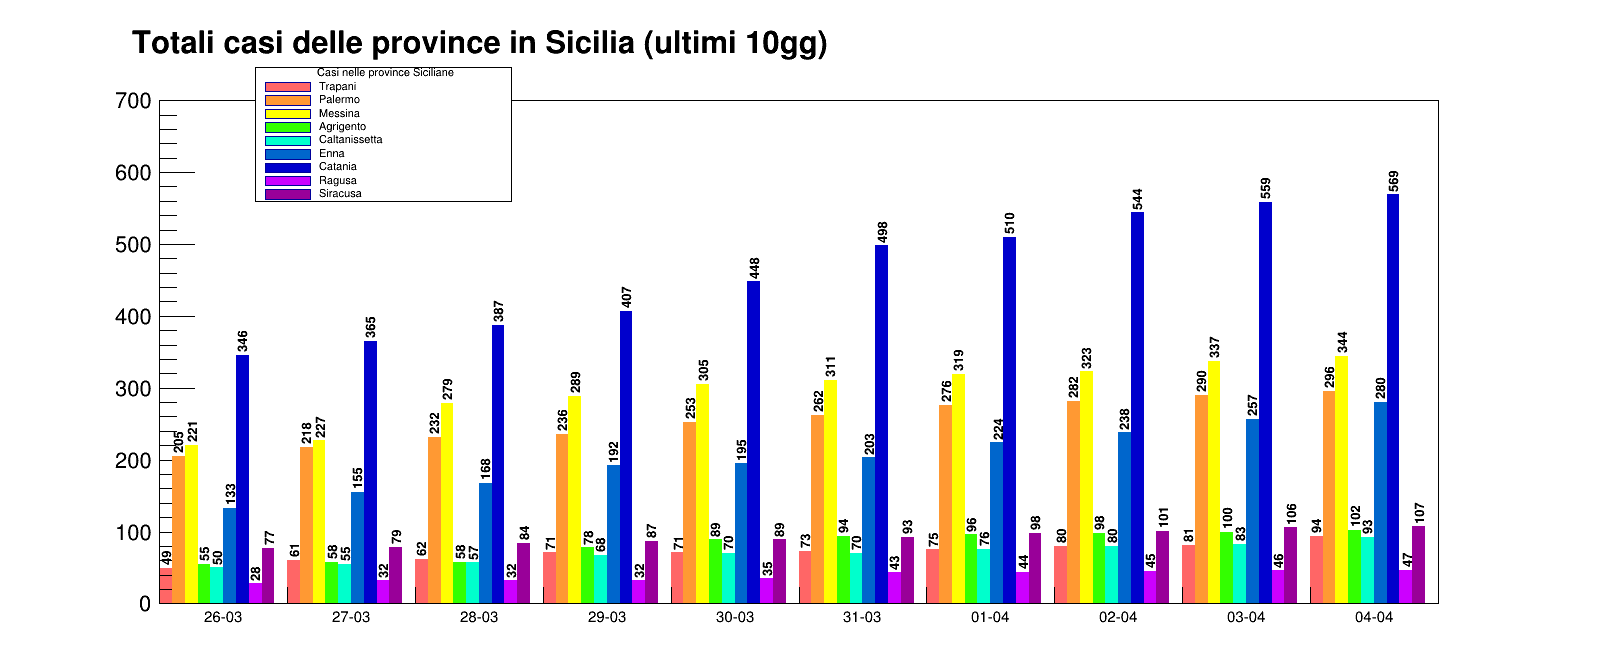 Totali casi delle province in Sicilia (ultimi 10gg)
Casi nelle province Siciliane
Trapani
Palermo
Messina
Agrigento
Caltanissetta
Enna
Catania
Ragusa
Siracusa
700
600
500
400
300
200
100
0
49 205 221 55 50 133 346 28 77
61 218 227 58 55 155 365 32 79
62 232 279 58 57 168 387 32 84
71 236 289 78 68 192 407 32 87
71 253 305 89 70 195 448 35 89
73 262 311 94 70 203 498 43 93
75 276 319 96 76 224 510 44 98
80 282 323 98 80 238 544 45 101
81 290 337 100 83 257 559 46 106
94 296 344 102 93 280 569 47 107
26-03 27-03 28-03 29-03 30-03 31-03 01-04 02-04 03-04 04-04